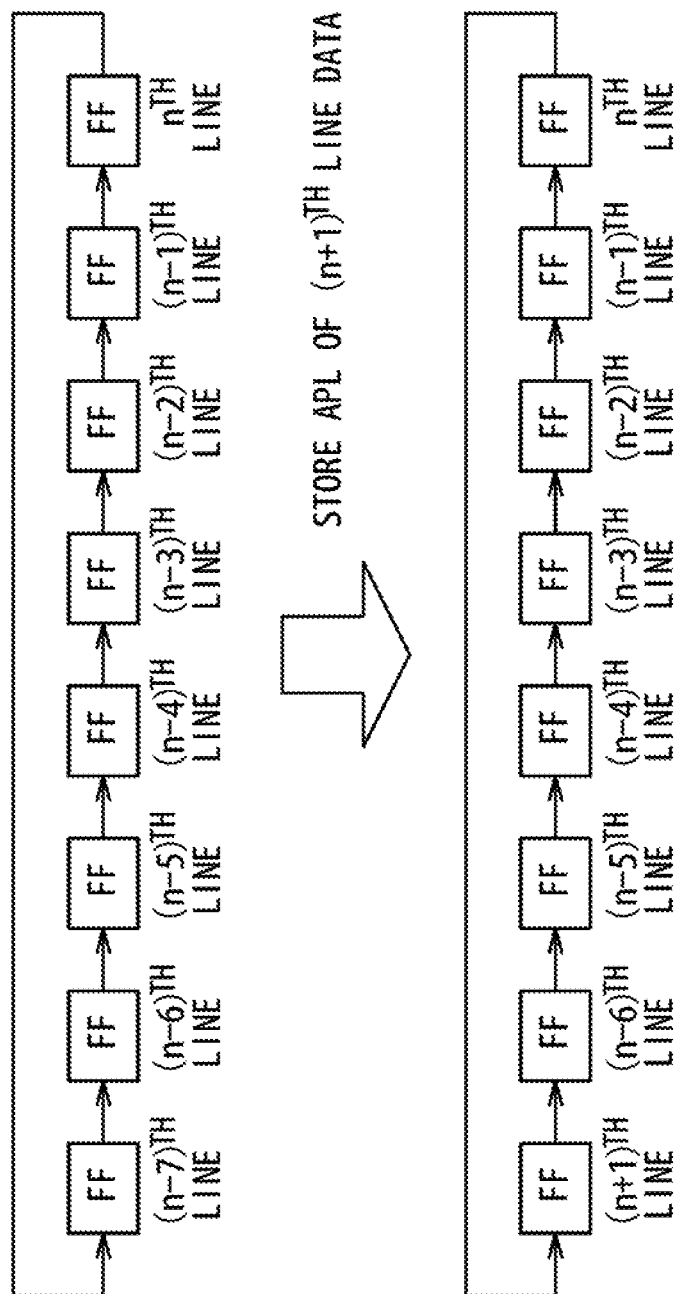 FF FF FF FF FF FF FF FF
(n−7)TH (n−6)TH (n−5)TH (n−4)TH (n−3)TH (n−2)TH (n−1)TH nTH
LINE LINE LINE LINE LINE LINE LINE LINE
STORE APL OF (n+1)TH LINE DATA
FF FF FF FF FF FF FF FF
(n+1)TH (n−6)TH (n−5)TH (n−4)TH (n−3)TH (n−2)TH (n−1)TH nTH
LINE LINE LINE LINE LINE LINE LINE LINE